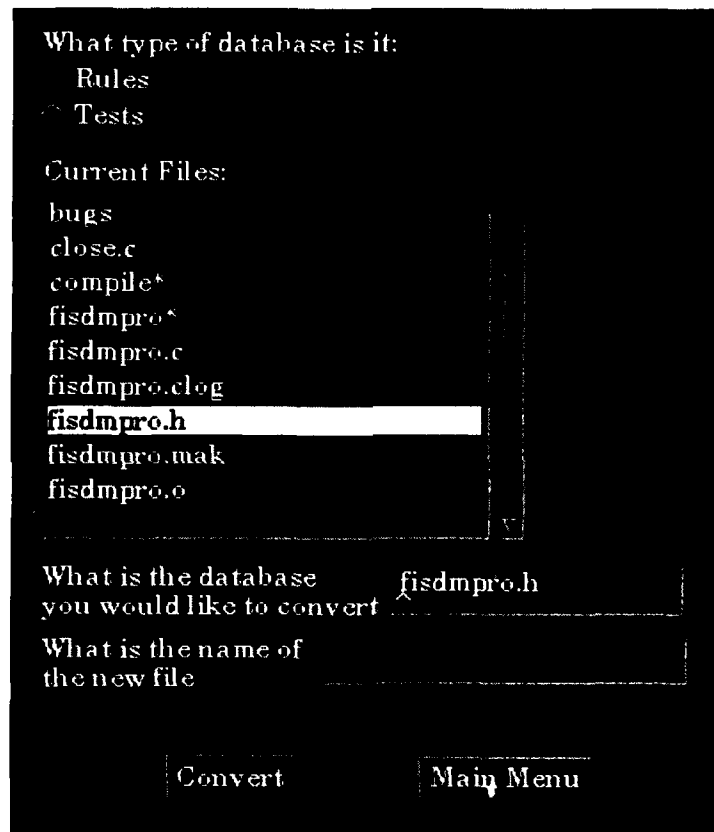 What type of database is it:
Rules
Tests
Current Files:
bugs
close.c
compile*
fisdmpro*
fisdmpro.c
fisdmpro.clog
fisdmpro.h
fisdmpro.mak
fisdmpro.o
What is the database
you would like to convert
fisdmpro.h
What is the name of
the new file
Convert
Main Menu